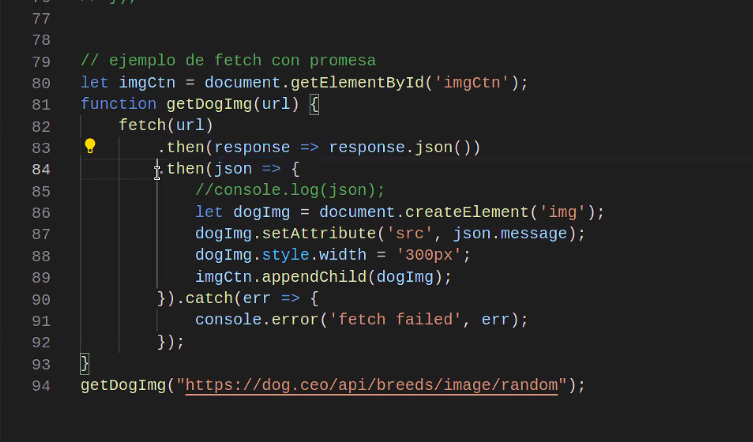 77
78
79 // ejemplo de fetch con promesa
80 let imgCtn = document.getElementById('imgCtn');
81 function getDogImg(url) {
82     fetch(url)
83         .then(response => response.json())
84         .then(json => {
85             //console.log(json);
86             let dogImg = document.createElement('img');
87             dogImg.setAttribute('src', json.message);
88             dogImg.style.width = '300px';
89             imgCtn.appendChild(dogImg);
90         }).catch(err => {
91             console.error('fetch failed', err);
92         });
93 }
94 getDogImg("https://dog.ceo/api/breeds/image/random");